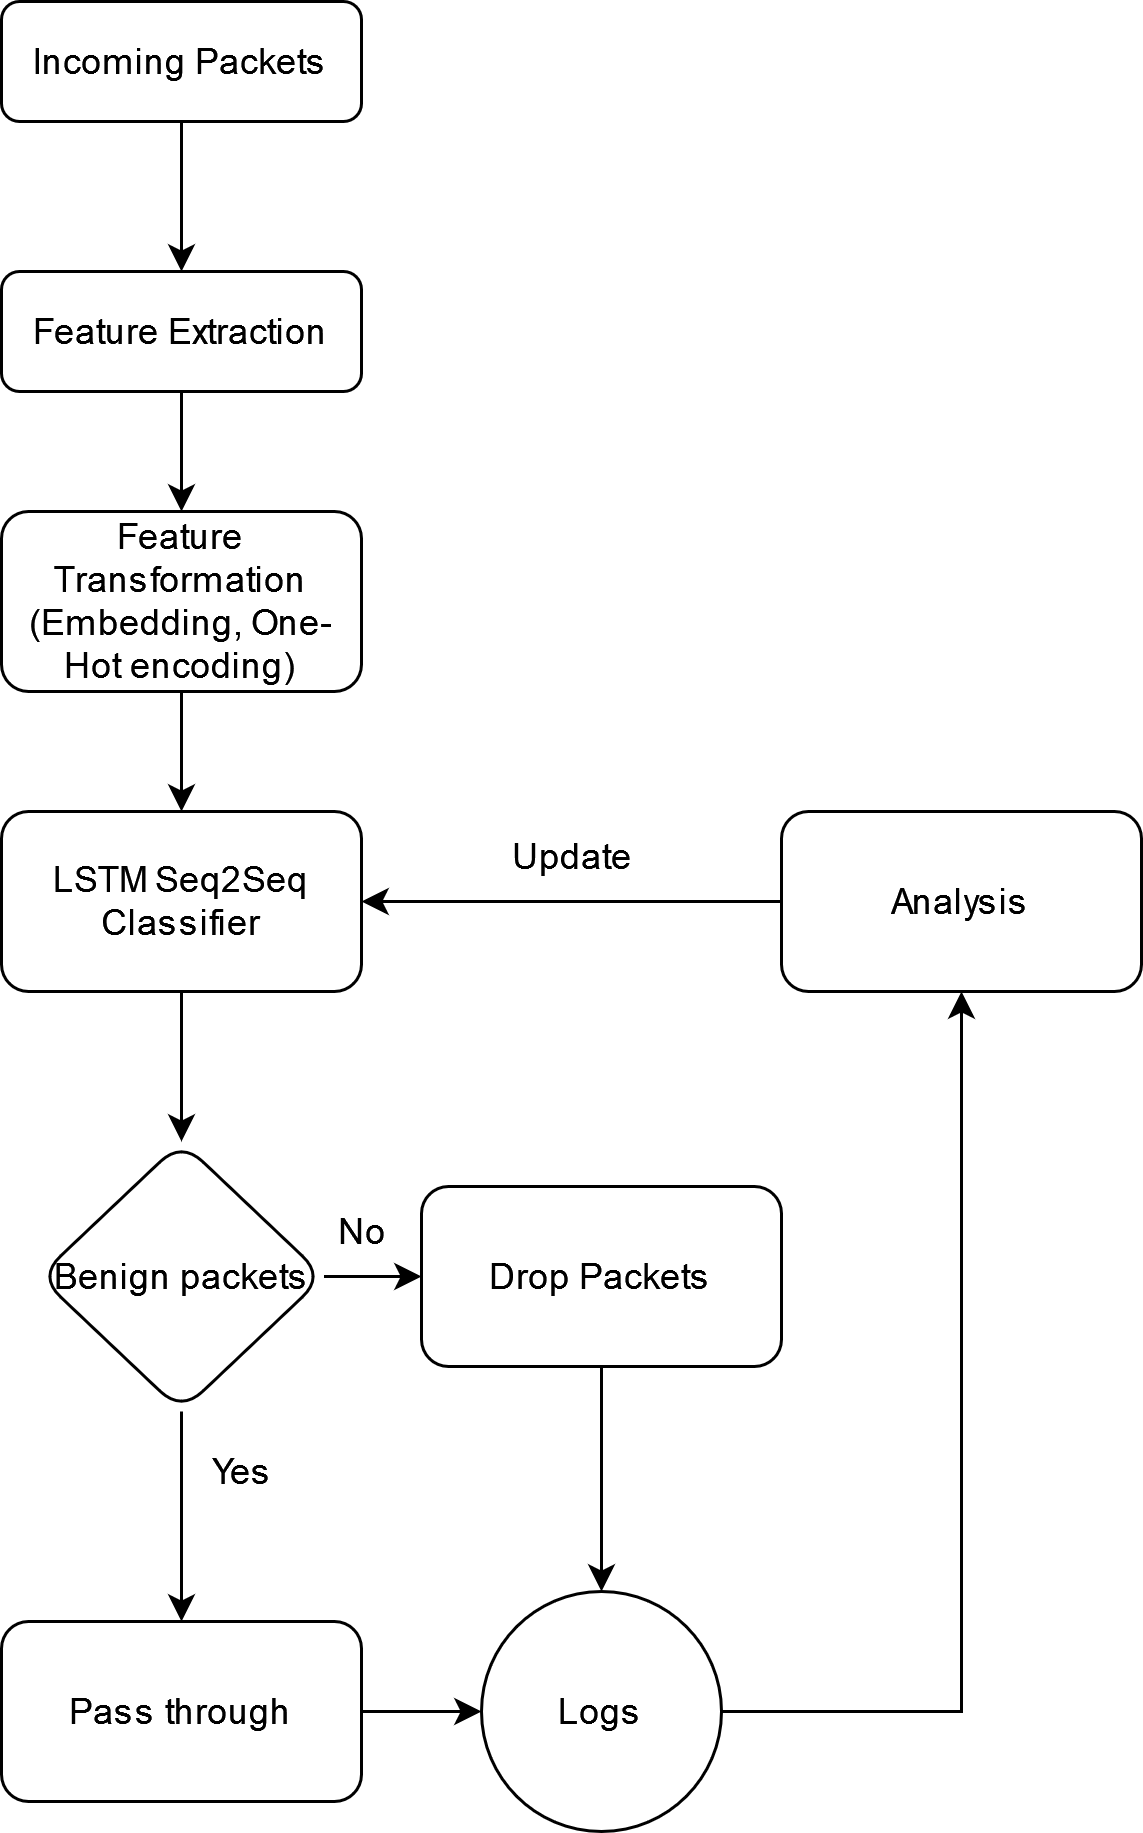 Incoming Packets
Feature Extraction
Feature
Transformation
(Embedding, One-
Hot encoding)
LSTM Seq2Seq
Classifier
Update
Analysis
Benign packets
No
Drop Packets
Yes
Pass through
Logs